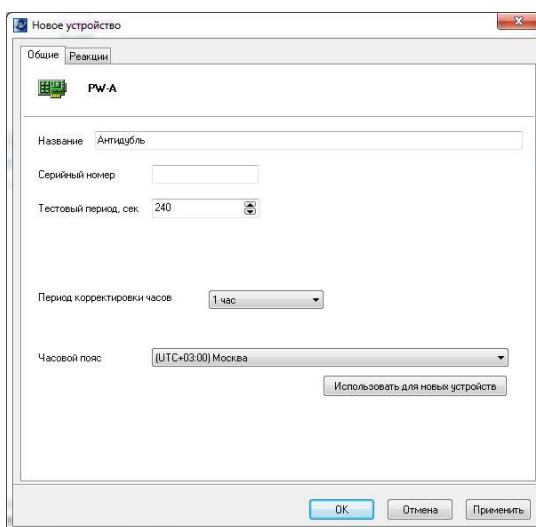 Новое устройство
Общие Реакции
PW-A
Название Антидубль
Серийный номер
Тестовый период, сек 240
Период корректировки часов 1 час
Часовой пояс (UTC+03:00) Москва
Использовать для новых устройств
OK Отмена Применить